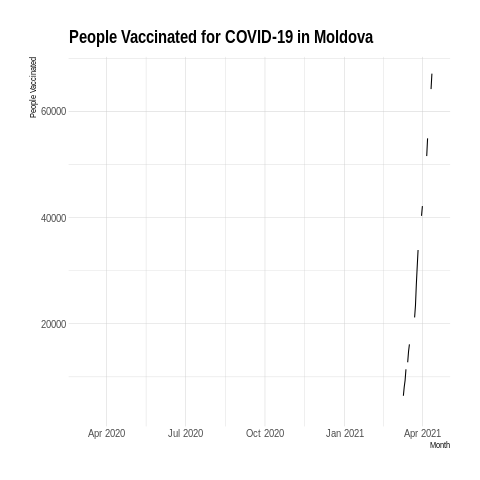 People Vaccinated for COVID-19 in Moldova
People Vaccinated
60000
40000
20000
Apr 2020 Jul 2020 Oct 2020 Jan 2021 Apr 2021
Month